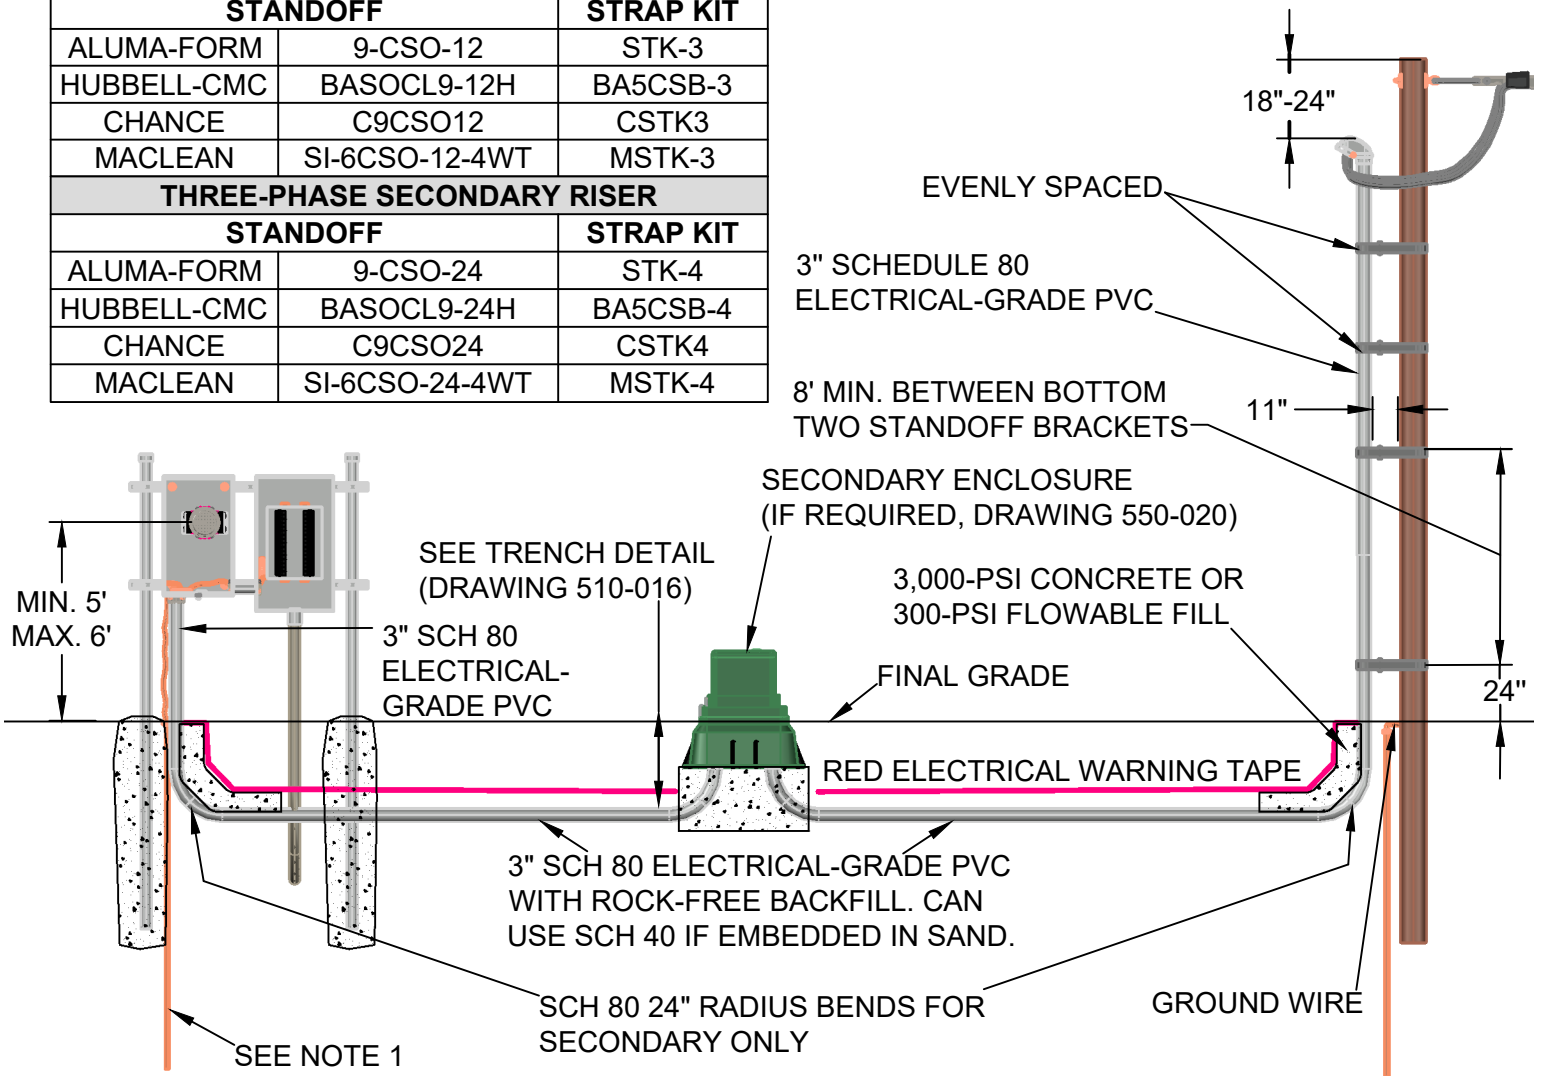 STANDOFF STRAP KIT
ALUMA-FORM 9-CSO-12 STK-3
HUBBELL-CMC BASOCL9-12H BA5CSB-3
CHANCE C9CSO12 CSTK3
MACLEAN SI-6CSO-12-4WT MSTK-3
THREE-PHASE SECONDARY RISER
STANDOFF STRAP KIT
ALUMA-FORM 9-CSO-24 STK-4
HUBBELL-CMC BASOCL9-24H BA5CSB-4
CHANCE C9CSO24 CSTK4
MACLEAN SI-6CSO-24-4WT MSTK-4
18"-24"
EVENLY SPACED
3" SCHEDULE 80
ELECTRICAL-GRADE PVC
8' MIN. BETWEEN BOTTOM
TWO STANDOFF BRACKETS
11"
SECONDARY ENCLOSURE
(IF REQUIRED, DRAWING 550-020)
SEE TRENCH DETAIL
(DRAWING 510-016)
3,000-PSI CONCRETE OR
300-PSI FLOWABLE FILL
MIN. 5'
MAX. 6'
3" SCH 80
ELECTRICAL-
GRADE PVC
FINAL GRADE
24"
RED ELECTRICAL WARNING TAPE
3" SCH 80 ELECTRICAL-GRADE PVC
WITH ROCK-FREE BACKFILL. CAN
USE SCH 40 IF EMBEDDED IN SAND.
SCH 80 24" RADIUS BENDS FOR
SECONDARY ONLY
GROUND WIRE
SEE NOTE 1